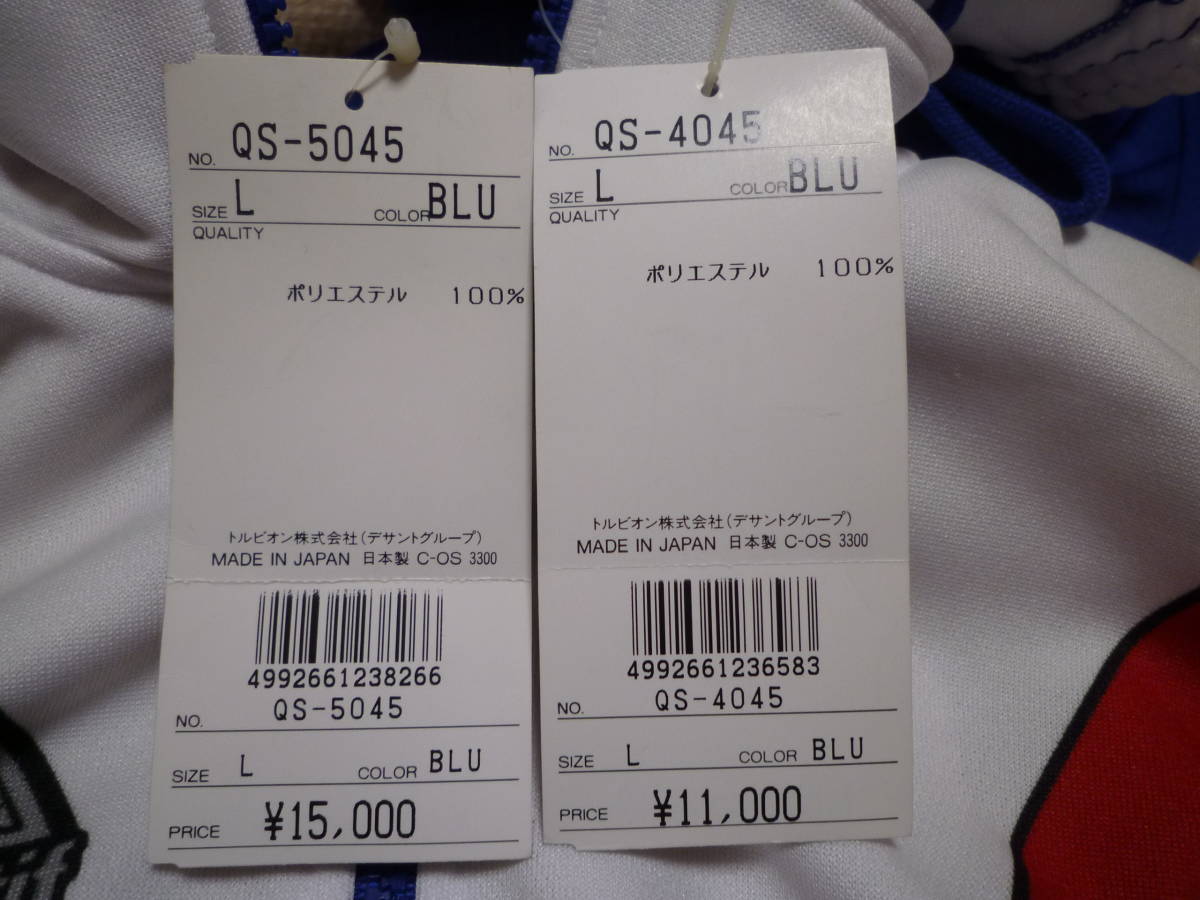 NO. QS-5045
SIZE L COLOR BLU
QUALITY
ポリエステル 100%
トルビオン株式会社(デサントグループ)
MADE IN JAPAN 日本製 C-OS 3300
4992661238266
NO. QS-5045
SIZE L COLOR BLU
PRICE ¥15,000
NO. QS-4045
SIZE L COLOR BLU
QUALITY
ポリエステル 100%
トルビオン株式会社(デサントグループ)
MADE IN JAPAN 日本製 C-OS 3300
4992661236583
NO. QS-4045
SIZE L COLOR BLU
PRICE ¥11,000